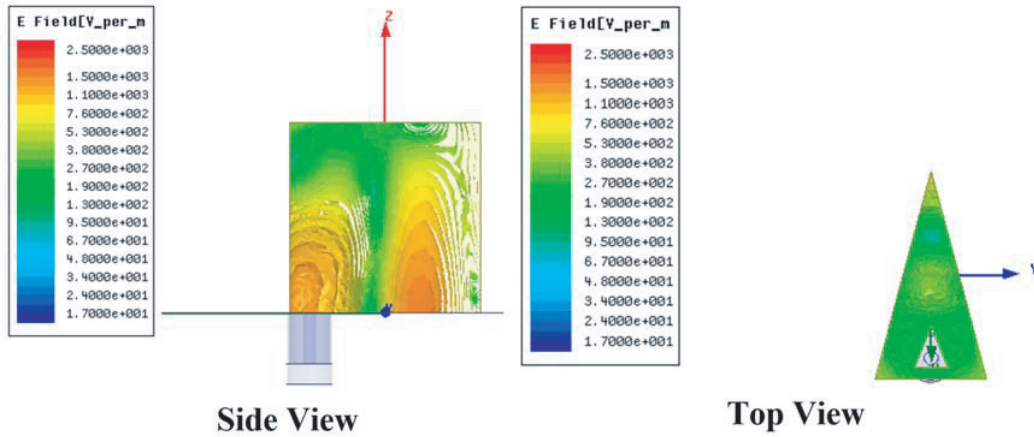 E Field[V_per_m
2.5000e+003
1.5000e+003
1.1000e+003
7.6000e+002
5.3000e+002
3.8000e+002
2.7000e+002
1.9000e+002
1.3000e+002
9.5000e+001
6.7000e+001
4.8000e+001
3.4000e+001
2.4000e+001
1.7000e+001
Z
Side View
E Field[V_per_m
2.5000e+003
1.5000e+003
1.1000e+003
7.6000e+002
5.3000e+002
3.8000e+002
2.7000e+002
1.9000e+002
1.3000e+002
9.5000e+001
6.7000e+001
4.8000e+001
3.4000e+001
2.4000e+001
1.7000e+001
Y
Top View